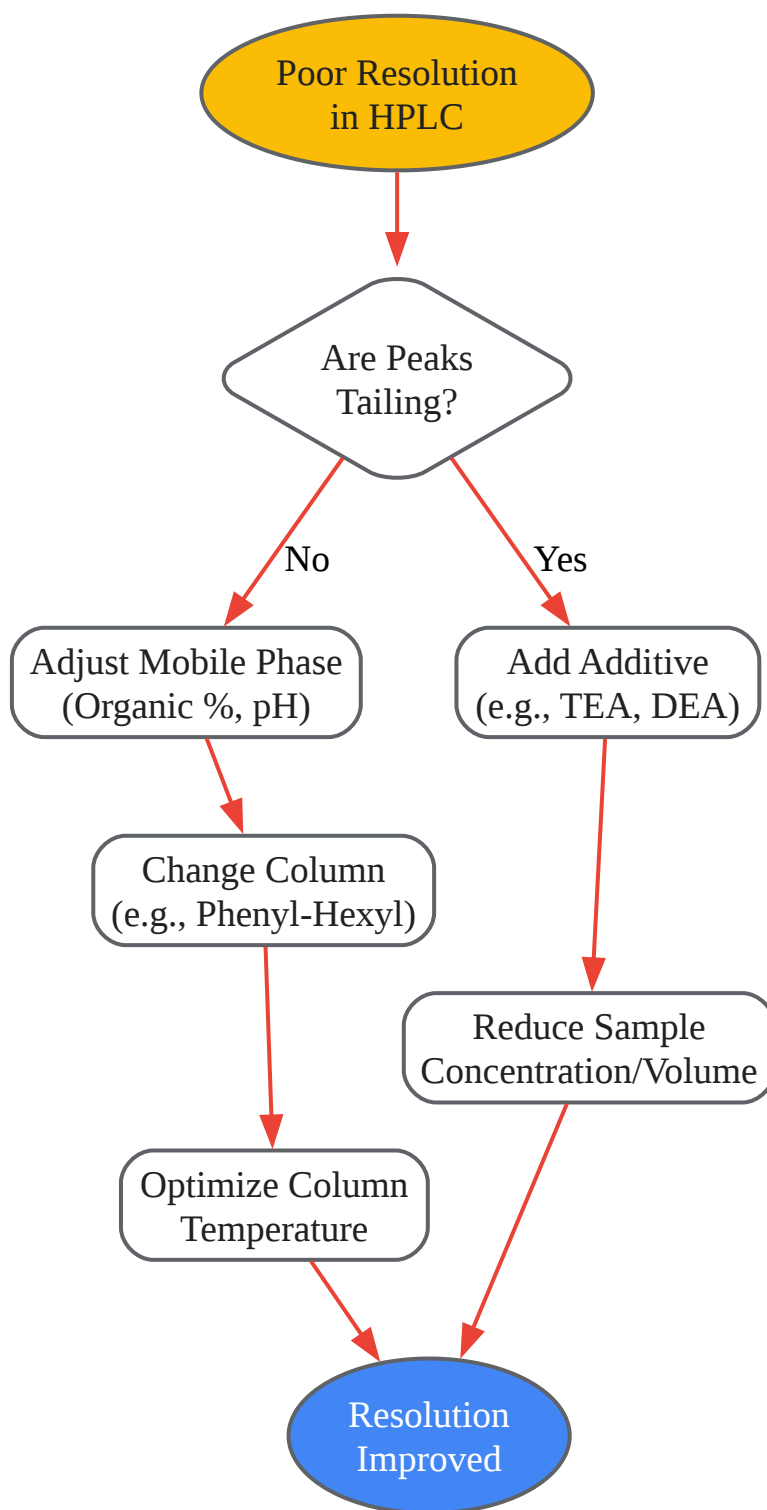 Poor Resolution
in HPLC
Are Peaks
Tailing?
No
Yes
Adjust Mobile Phase
(Organic %, pH)
Add Additive
(e.g., TEA, DEA)
Change Column
(e.g., Phenyl-Hexyl)
Reduce Sample
Concentration/Volume
Optimize Column
Temperature
Resolution
Improved